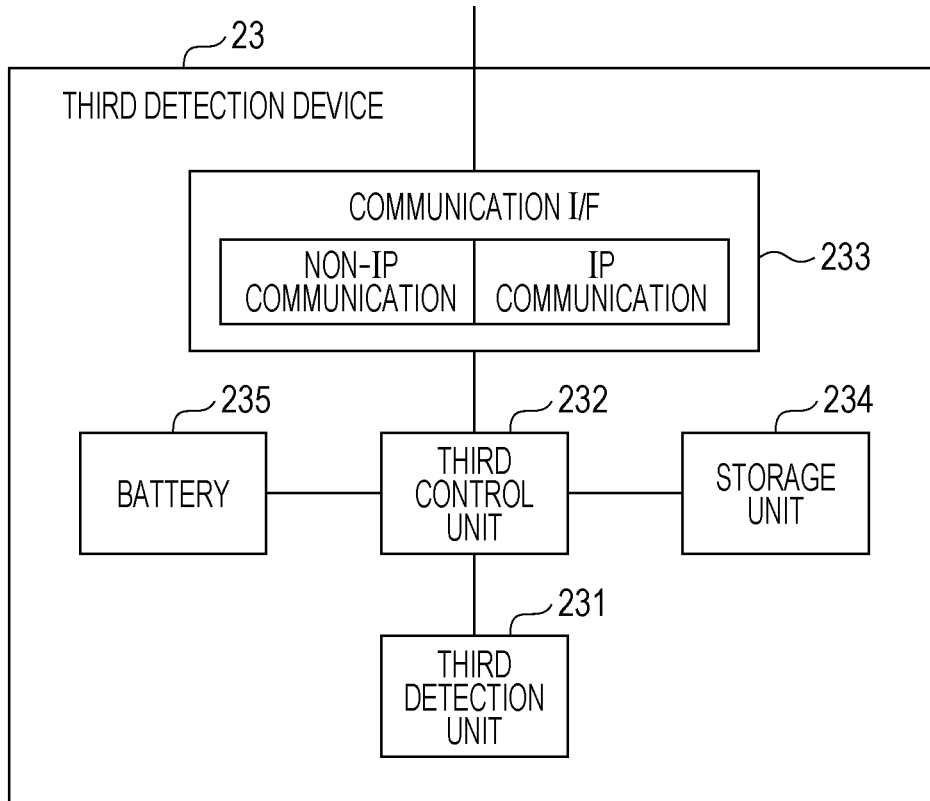 23
THIRD DETECTION DEVICE
COMMUNICATION I/F
NON-IP
COMMUNICATION
IP
COMMUNICATION
233
235
BATTERY
232
THIRD
CONTROL
UNIT
234
STORAGE
UNIT
231
THIRD
DETECTION
UNIT